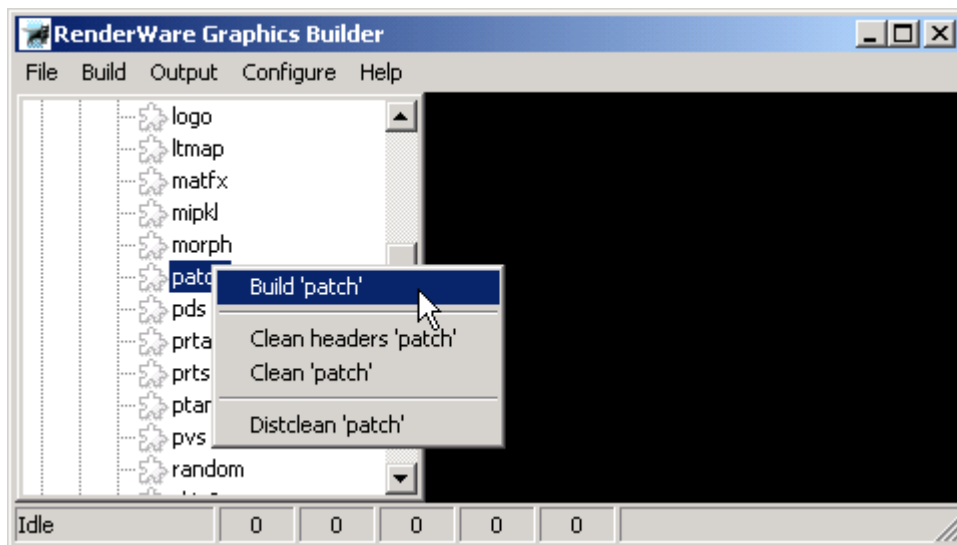 RenderWare Graphics Builder
File Build Output Configure Help
logo
ltmap
matfx
mipkl
morph
Build 'patch'
pds
Clean headers 'patch'
Clean 'patch'
Distclean 'patch'
pvs
random
Idle 0 0 0 0 0